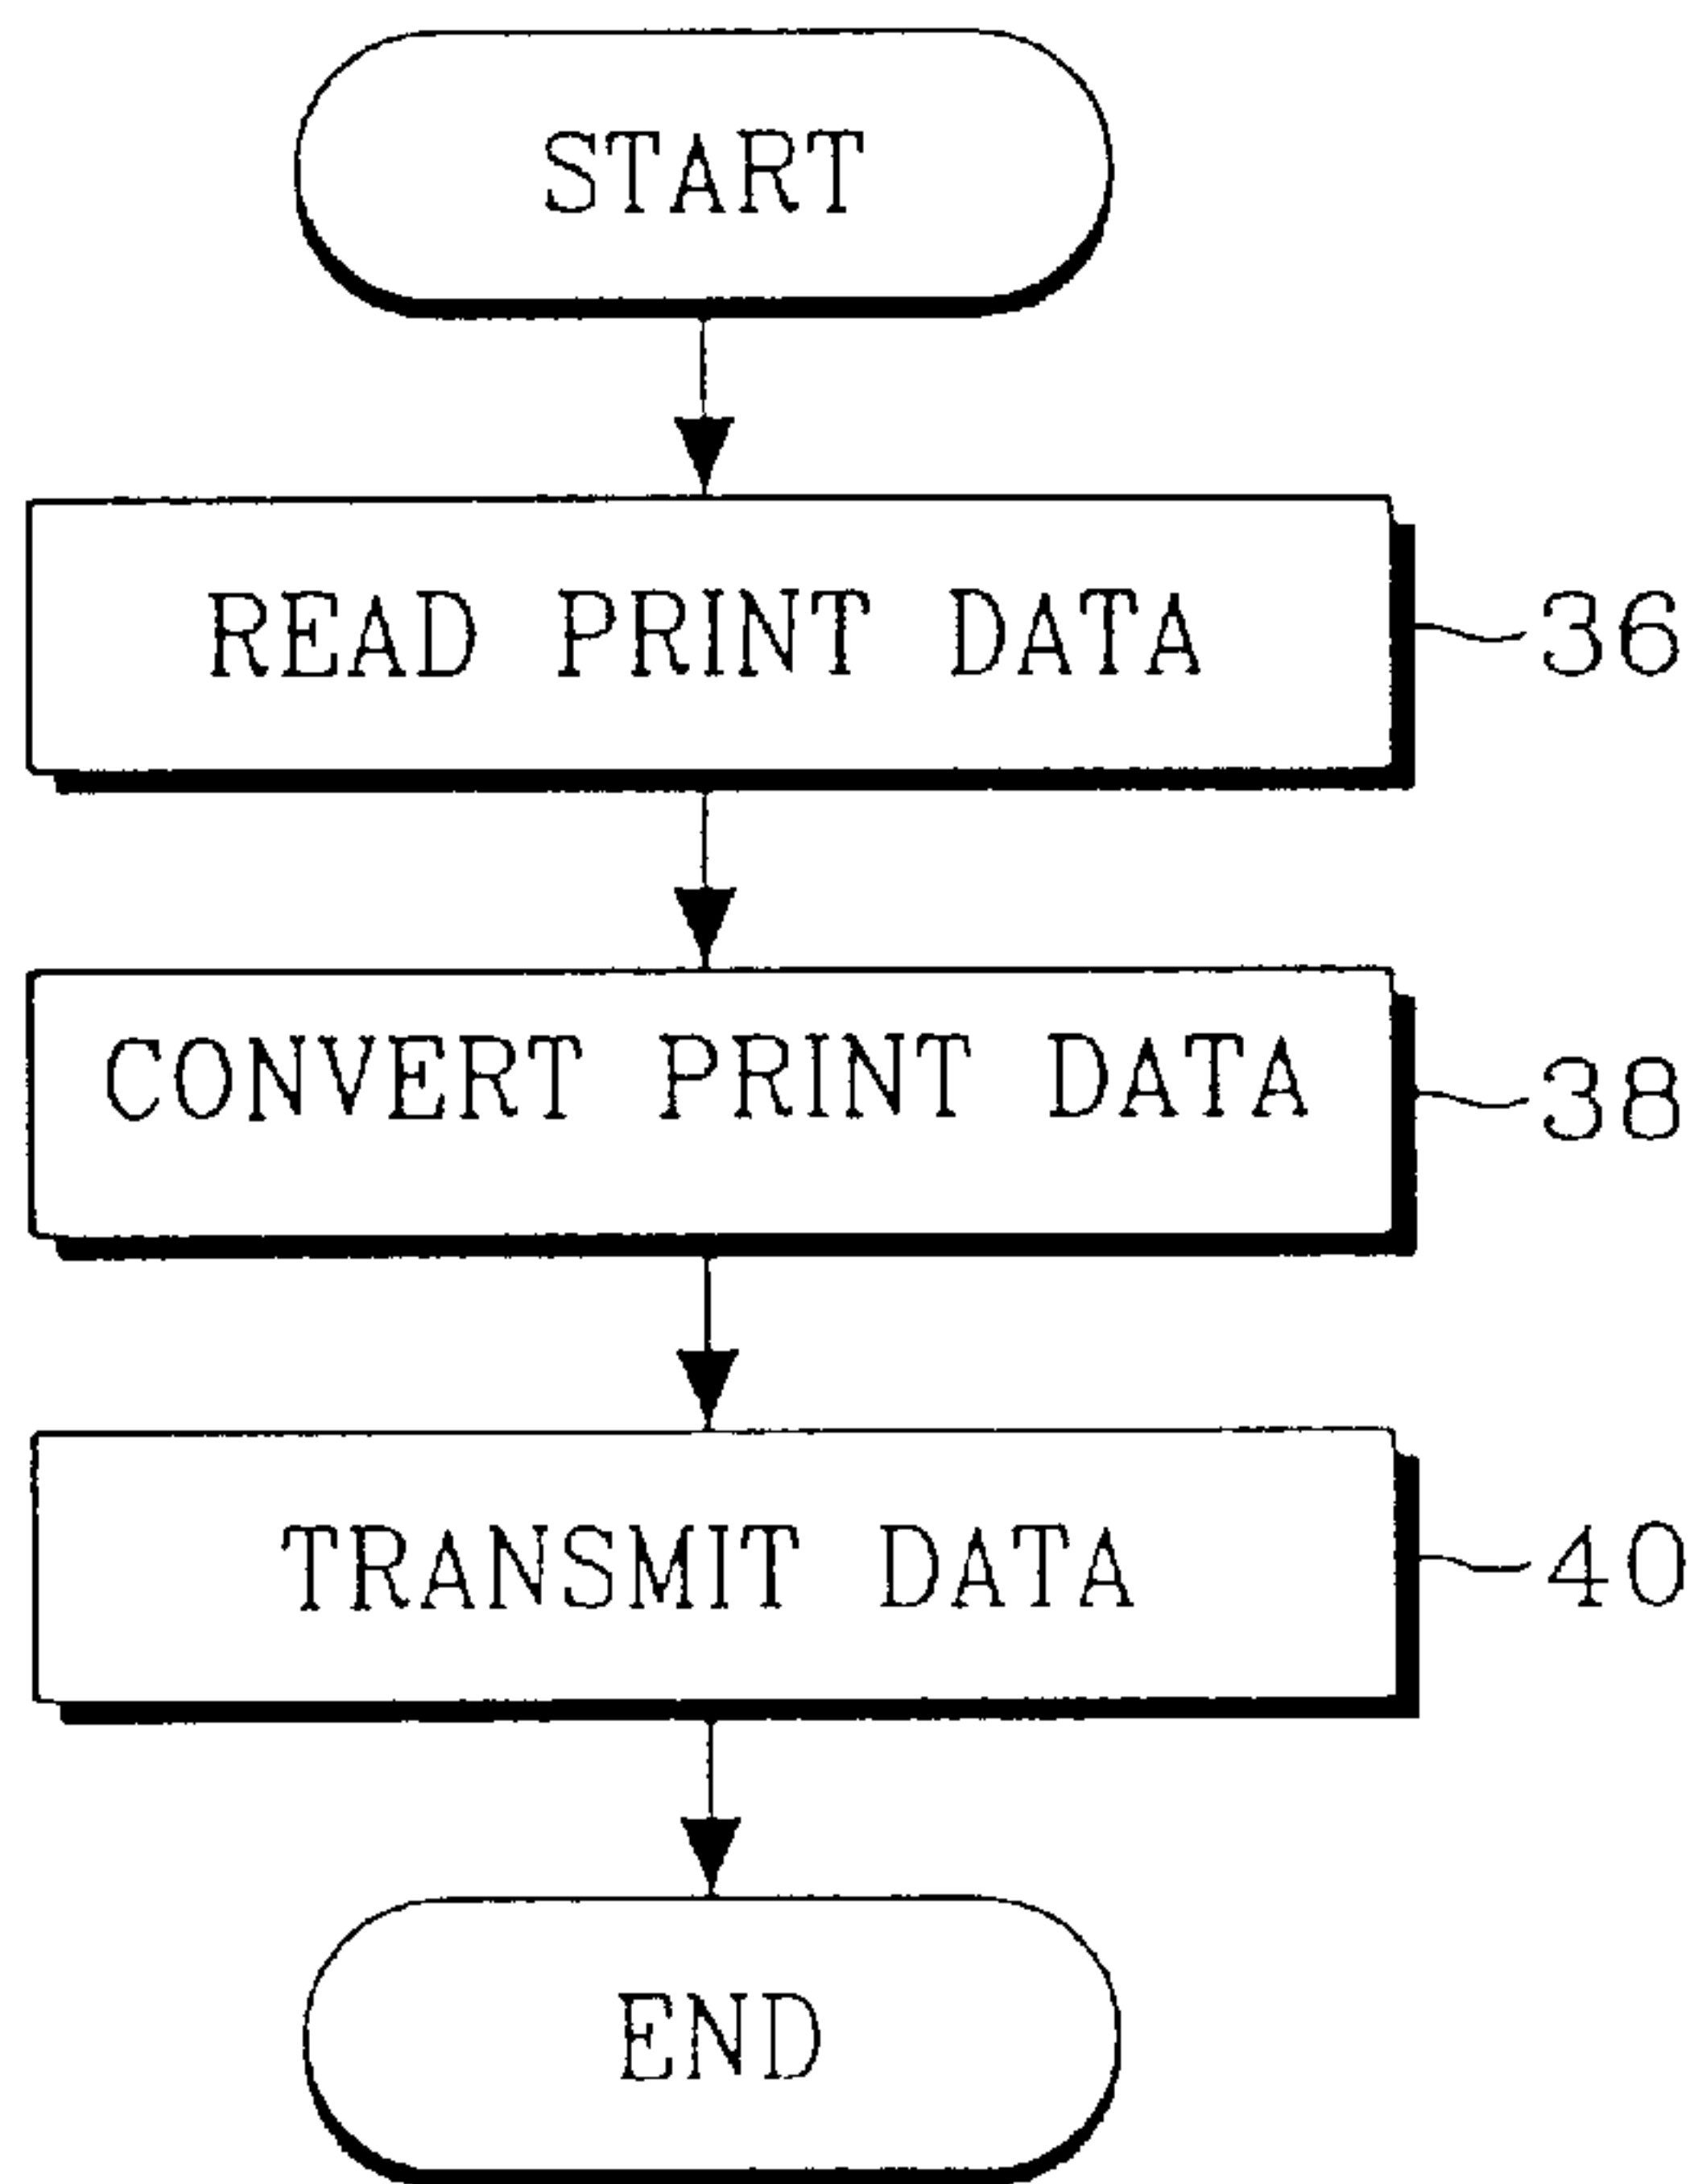 START
READ PRINT DATA
36
CONVERT PRINT DATA
38
TRANSMIT DATA
40
END